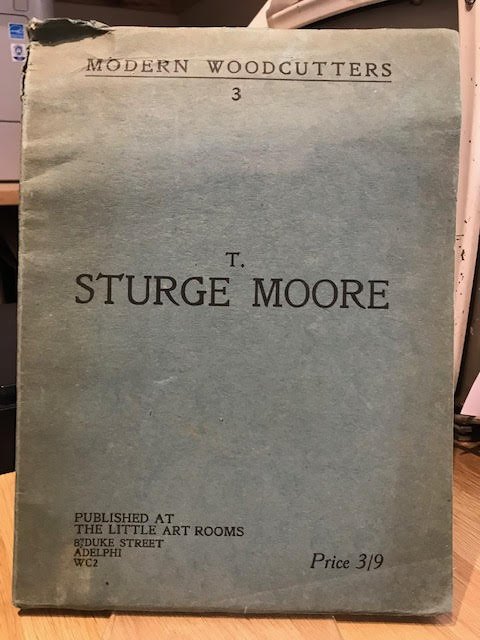 MODERN WOODCUTTERS
3
T.
STURGE MOORE
PUBLISHED AT
THE LITTLE ART ROOMS
8, DUKE STREET
ADELPHI
WC2
Price 3/9